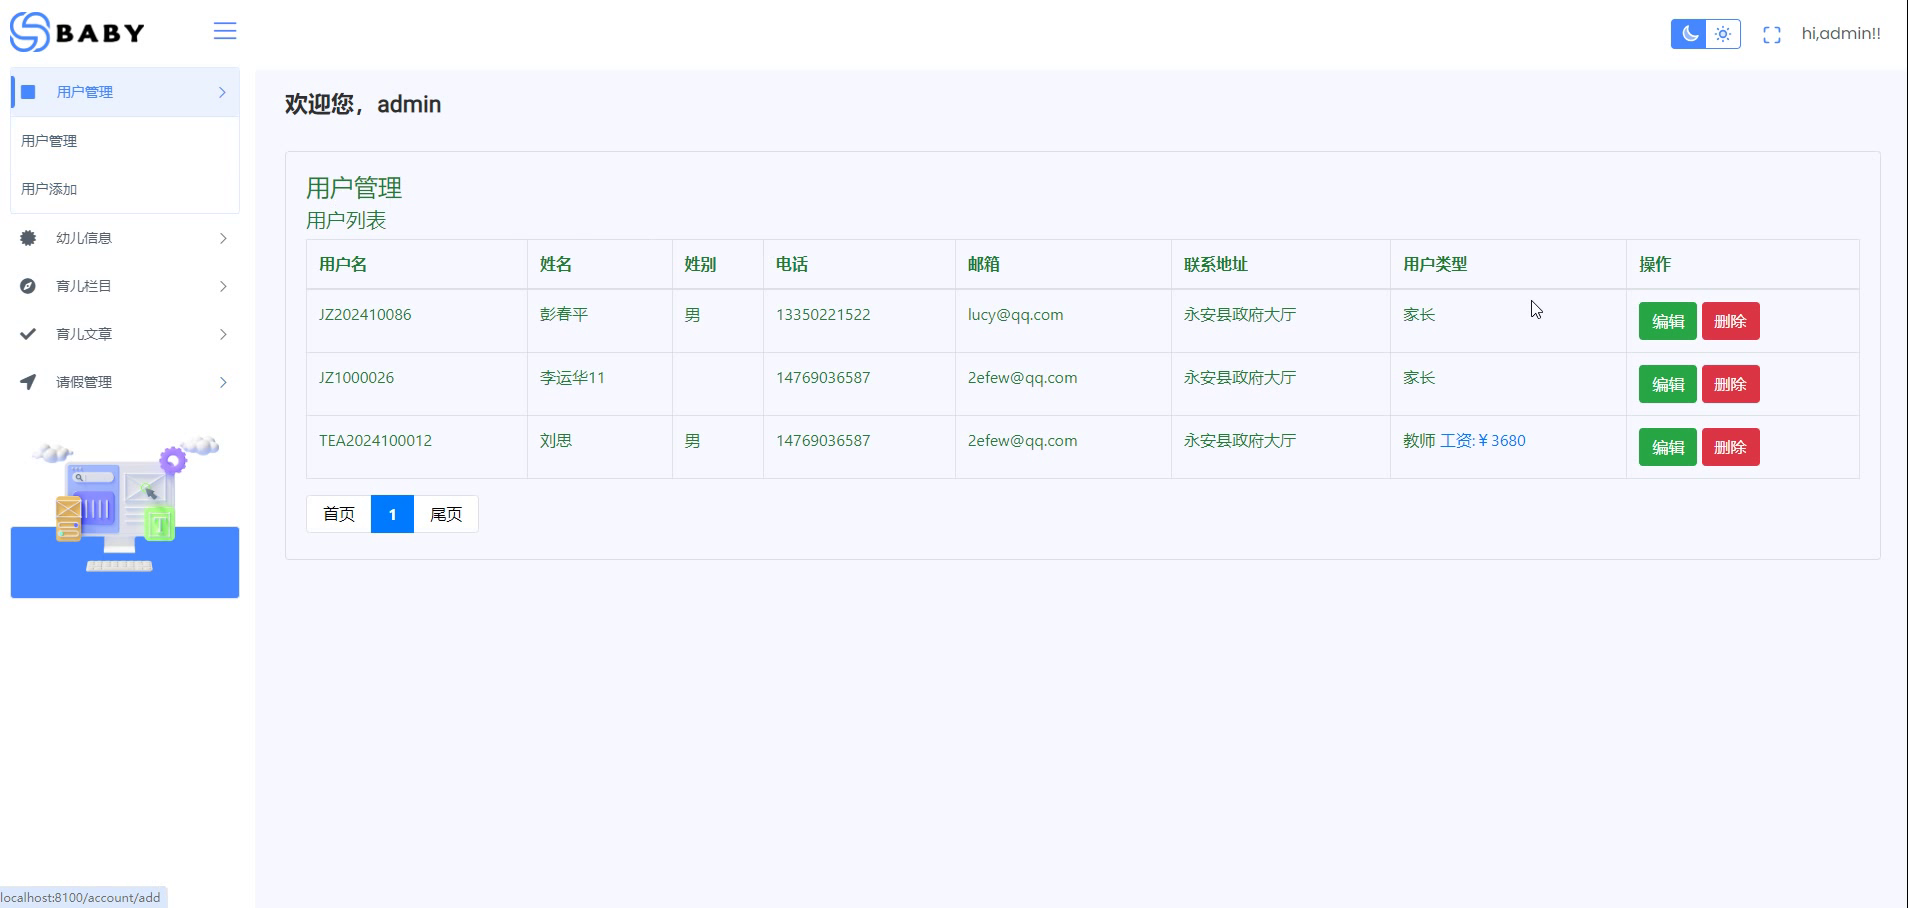 BABY
hi,admin!!
用户管理
用户管理
用户添加
幼儿信息
育儿栏目
育儿文章
请假管理
欢迎您，admin
用户管理
用户列表
用户名 姓名 姓别 电话 邮箱 联系地址 用户类型 操作
JZ202410086 彭春平 男 13350221522 lucy@qq.com 永安县政府大厅 家长 编辑 删除
JZ1000026 李运华11 14769036587 2efew@qq.com 永安县政府大厅 家长 编辑 删除
TEA2024100012 刘思 男 14769036587 2efew@qq.com 永安县政府大厅 教师 工资:¥3680 编辑 删除
首页 1 尾页
localhost:8100/account/add